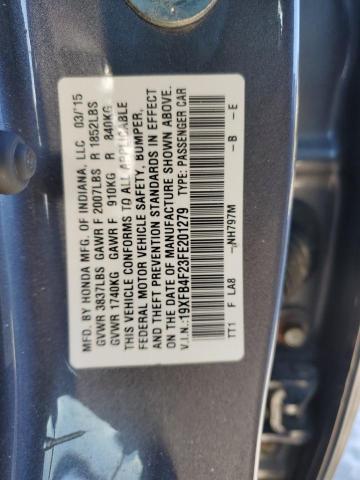 MFD. BY HONDA MFG. OF INDIANA, LLC 03/15
GVWR 3837LBS GAWR F 2007LBS R 1852LBS
GVWR 1740KG GAWR F 910KG R 840KG
THIS VEHICLE CONFORMS TO ALL APPLICABLE
FEDERAL MOTOR VEHICLE SAFETY, BUMPER,
AND THEFT PREVENTION STANDARDS IN EFFECT
ON THE DATE OF MANUFACTURE SHOWN ABOVE.
V.I.N.:19XFB4F23FE201279 TYPE: PASSENGER CAR
TT1 F LA8 -NH797M -B -E